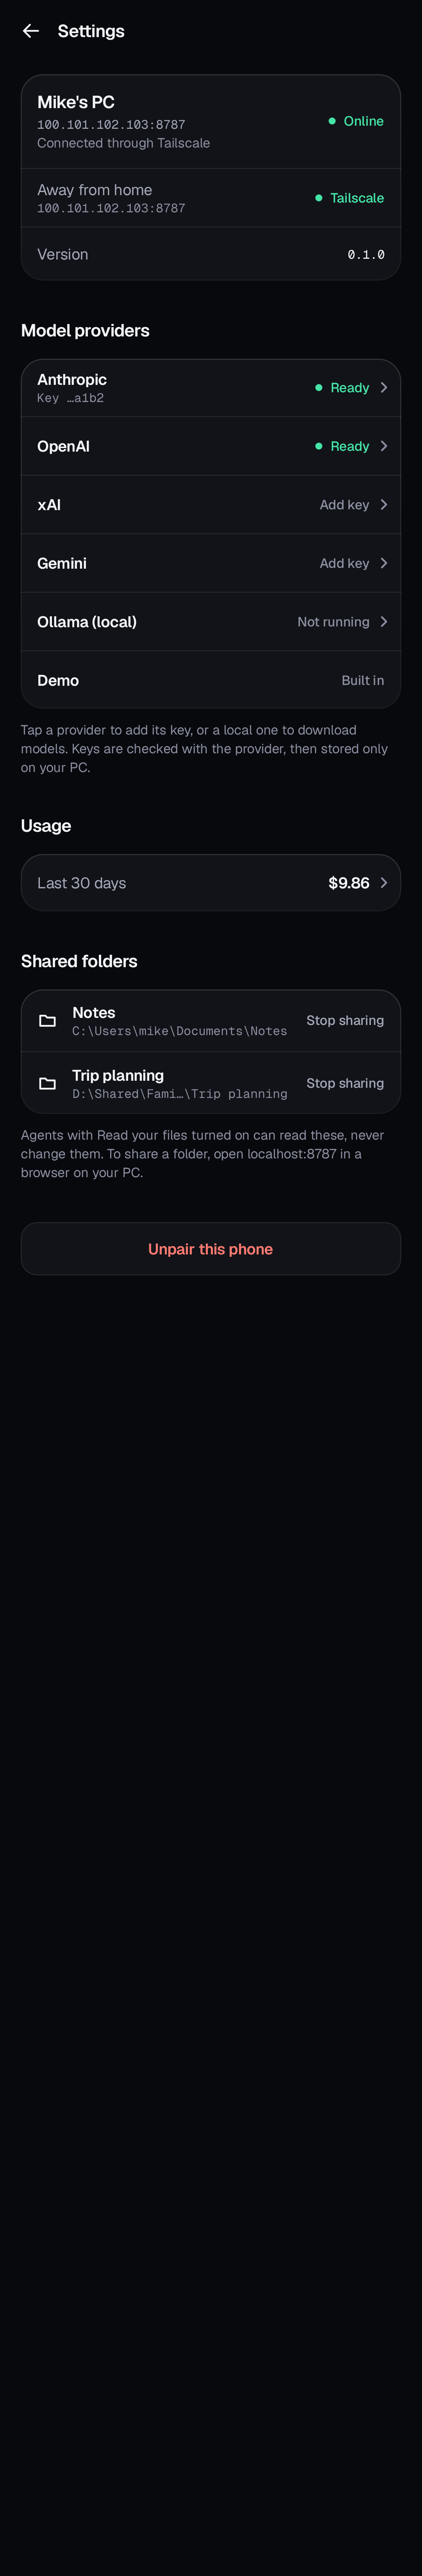 Settings
Mike's PC
100.101.102.103:8787
Connected through Tailscale
Online
Away from home
100.101.102.103:8787
Tailscale
Version
0.1.0
Model providers
Anthropic
Key …a1b2
Ready
OpenAI
Ready
xAI
Add key
Gemini
Add key
Ollama (local)
Not running
Demo
Built in
Tap a provider to add its key, or a local one to download
models. Keys are checked with the provider, then stored only
on your PC.
Usage
Last 30 days
$9.86
Shared folders
Notes
C:\Users\mike\Documents\Notes
Stop sharing
Trip planning
D:\Shared\Fami…\Trip planning
Stop sharing
Agents with Read your files turned on can read these, never
change them. To share a folder, open localhost:8787 in a
browser on your PC.
Unpair this phone